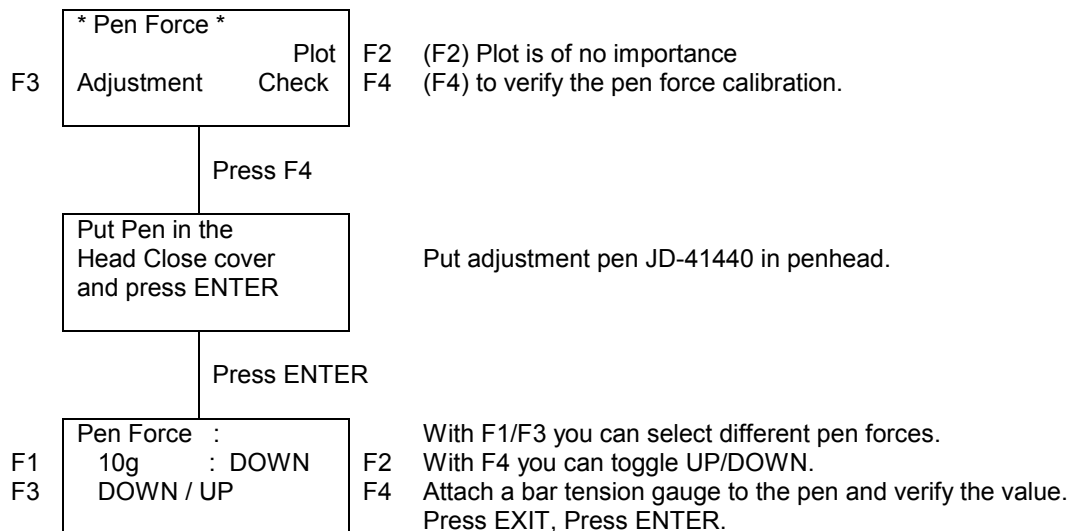 * Pen Force *
Plot F2 (F2) Plot is of no importance
F3 Adjustment Check F4 (F4) to verify the pen force calibration.
Press F4
Put Pen in the
Head Close cover Put adjustment pen JD-41440 in penhead.
and press ENTER
Press ENTER
Pen Force : With F1/F3 you can select different pen forces.
F1 10g : DOWN F2 With F4 you can toggle UP/DOWN.
F3 DOWN / UP F4 Attach a bar tension gauge to the pen and verify the value.
Press EXIT, Press ENTER.